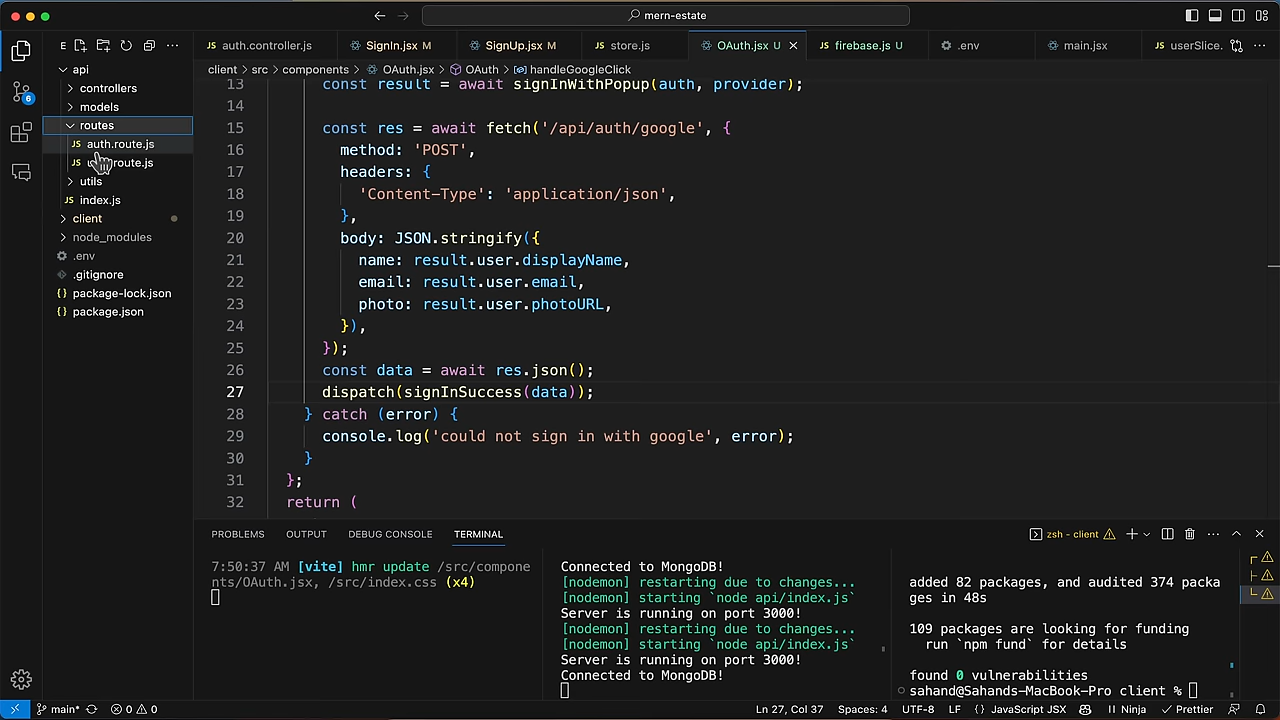 mern-estate
E
auth.controller.js
SignIn.jsx M
SignUp.jsx M
store.js
OAuth.jsx U
firebase.js U
.env
main.jsx
userSlice.
client > src > components > OAuth.jsx > OAuth > handleGoogleClick
api
controllers
models
routes
auth.route.js
route.js
utils
index.js
client
node_modules
.env
.gitignore
package-lock.json
package.json
6
13 const result = await signInWithPopup(auth, provider);
14
15 const res = await fetch('/api/auth/google', {
16 method: 'POST',
17 headers: {
18 'Content-Type': 'application/json',
19 },
20 body: JSON.stringify({
21 name: result.user.displayName,
22 email: result.user.email,
23 photo: result.user.photoURL,
24 }),
25 });
26 const data = await res.json();
27 dispatch(signInSuccess(data));
28 } catch (error) {
29 console.log('could not sign in with google', error);
30 }
31 };
32 return (
PROBLEMS OUTPUT DEBUG CONSOLE TERMINAL
zsh - client
7:50:37 AM [vite] hmr update /src/compone
nts/OAuth.jsx, /src/index.css (x4)
Connected to MongoDB!
[nodemon] restarting due to changes...
[nodemon] starting `node api/index.js`
Server is running on port 3000!
[nodemon] restarting due to changes...
[nodemon] starting `node api/index.js`
Server is running on port 3000!
Connected to MongoDB!
added 82 packages, and audited 374 packa
ges in 48s
109 packages are looking for funding
run `npm fund` for details
found 0 vulnerabilities
sahand@Sahands-MacBook-Pro client %
main* 0 0 Ln 27, Col 37 Spaces: 4 UTF-8 LF {} JavaScript JSX Ninja Prettier